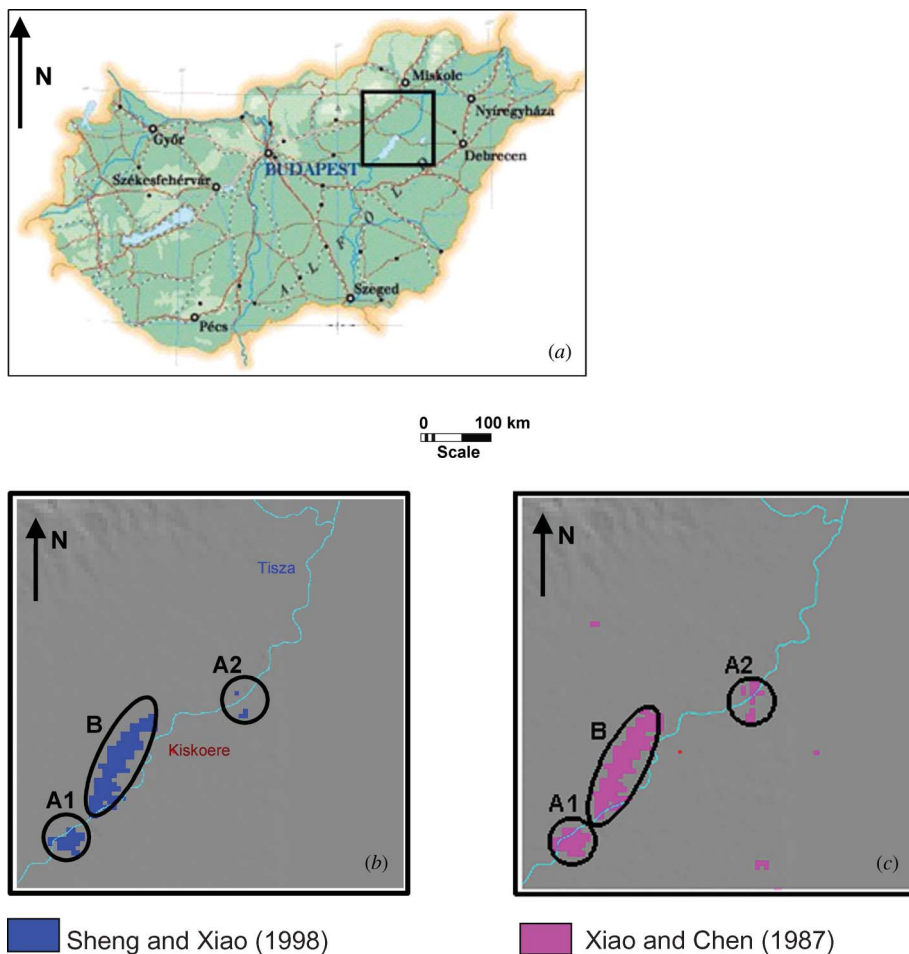 N
Miskolc
Nyíregyháza
Győr
Debrecen
BUDAPEST
Székesfehérvár
A L F Ö L D
Szeged
Pécs
(a)
0 100 km
Scale
N
Tisza
A2
B
Kiskoere
A1
(b)
N
A2
B
A1
(c)
Sheng and Xiao (1998)
Xiao and Chen (1987)